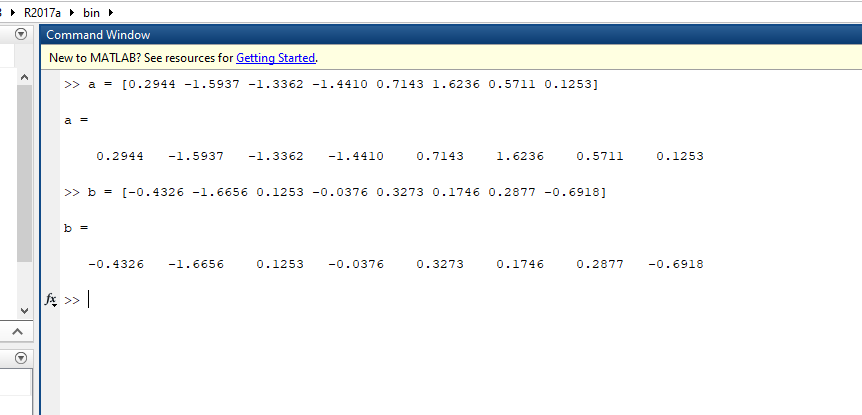 R2017a ▸ bin ▸
Command Window
New to MATLAB? See resources for Getting Started.
>> a = [0.2944 -1.5937 -1.3362 -1.4410 0.7143 1.6236 0.5711 0.1253]
a =
0.2944 -1.5937 -1.3362 -1.4410 0.7143 1.6236 0.5711 0.1253
>> b = [-0.4326 -1.6656 0.1253 -0.0376 0.3273 0.1746 0.2877 -0.6918]
b =
-0.4326 -1.6656 0.1253 -0.0376 0.3273 0.1746 0.2877 -0.6918
fx >>